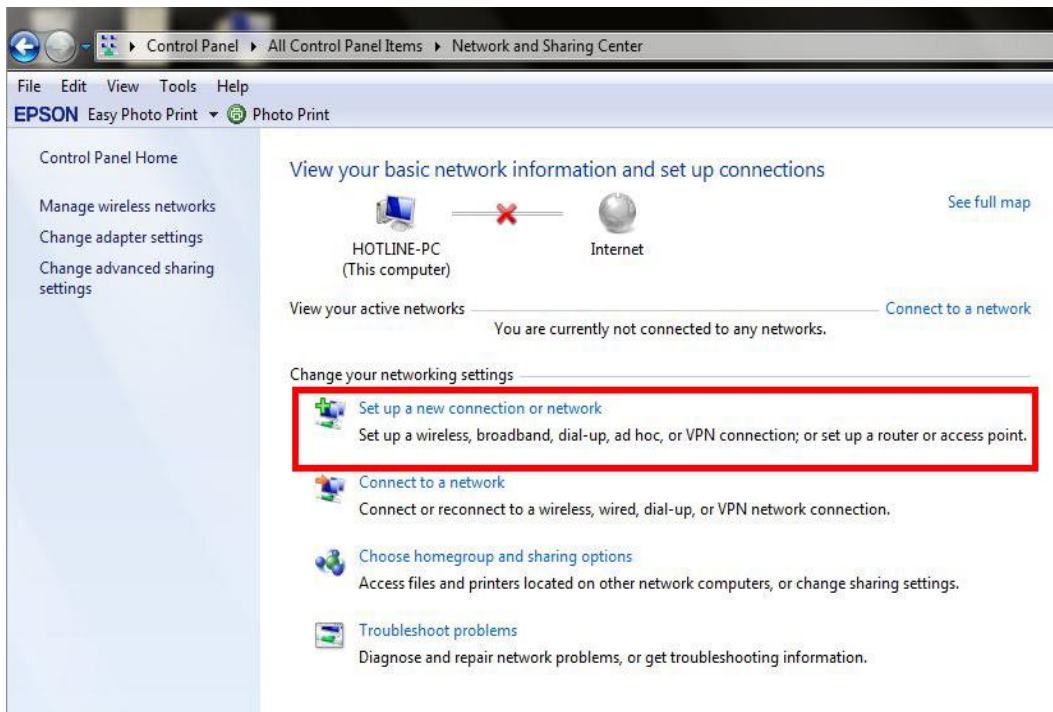 Control Panel ▸ All Control Panel Items ▸ Network and Sharing Center
File Edit View Tools Help
EPSON Easy Photo Print Photo Print
Control Panel Home
Manage wireless networks
Change adapter settings
Change advanced sharing
settings
View your basic network information and set up connections
See full map
HOTLINE-PC
(This computer)
Internet
View your active networks
Connect to a network
You are currently not connected to any networks.
Change your networking settings
Set up a new connection or network
Set up a wireless, broadband, dial-up, ad hoc, or VPN connection; or set up a router or access point.
Connect to a network
Connect or reconnect to a wireless, wired, dial-up, or VPN network connection.
Choose homegroup and sharing options
Access files and printers located on other network computers, or change sharing settings.
Troubleshoot problems
Diagnose and repair network problems, or get troubleshooting information.